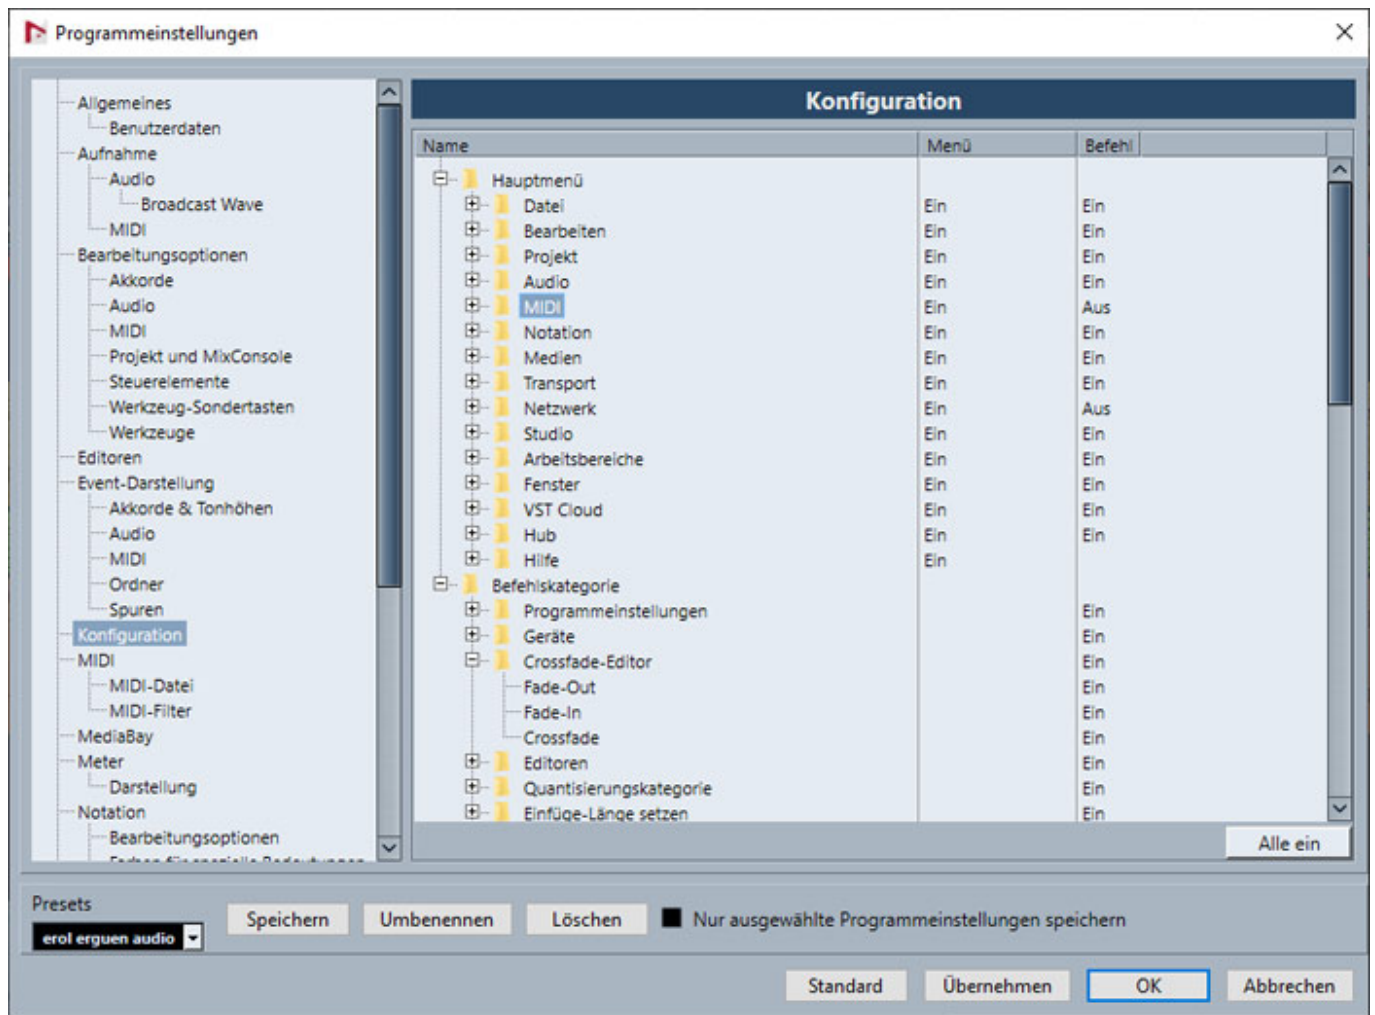 Programmeinstellungen
Allgemeines
Benutzerdaten
Aufnahme
Audio
Broadcast Wave
MIDI
Bearbeitungsoptionen
Akkorde
Audio
MIDI
Projekt und MixConsole
Steuerelemente
Werkzeug-Sondertasten
Werkzeuge
Editoren
Event-Darstellung
Akkorde & Tonhöhen
Audio
MIDI
Ordner
Spuren
Konfiguration
MIDI
MIDI-Datei
MIDI-Filter
MediaBay
Meter
Darstellung
Notation
Bearbeitungsoptionen
Farben für spezielle Bedeutungen
Konfiguration
Name Menü Befehl
Hauptmenü
Datei Ein Ein
Bearbeiten Ein Ein
Projekt Ein Ein
Audio Ein Ein
MIDI Ein Aus
Notation Ein Ein
Medien Ein Ein
Transport Ein Ein
Netzwerk Ein Aus
Studio Ein Ein
Arbeitsbereiche Ein Ein
Fenster Ein Ein
VST Cloud Ein Ein
Hub Ein Ein
Hilfe Ein
Befehlskategorie
Programmeinstellungen Ein
Geräte Ein
Crossfade-Editor Ein
Fade-Out Ein
Fade-In Ein
Crossfade Ein
Editoren Ein
Quantisierungskategorie Ein
Einfüge-Länge setzen Ein
Alle ein
Presets
erol erguen audio
Speichern Umbenennen Löschen Nur ausgewählte Programmeinstellungen speichern
Standard Übernehmen OK Abbrechen